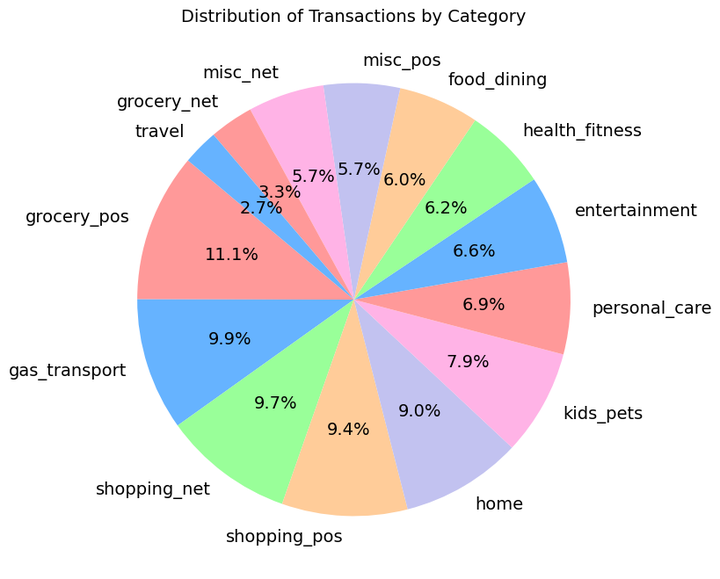 Distribution of Transactions by Category
misc_pos
misc_net
food_dining
grocery_net
health_fitness
travel
5.7%
5.7%
6.0%
3.3%
2.7%
6.2%
grocery_pos
entertainment
11.1%
6.6%
personal_care
6.9%
9.9%
gas_transport
7.9%
kids_pets
9.7%
9.4%
9.0%
shopping_net
home
shopping_pos